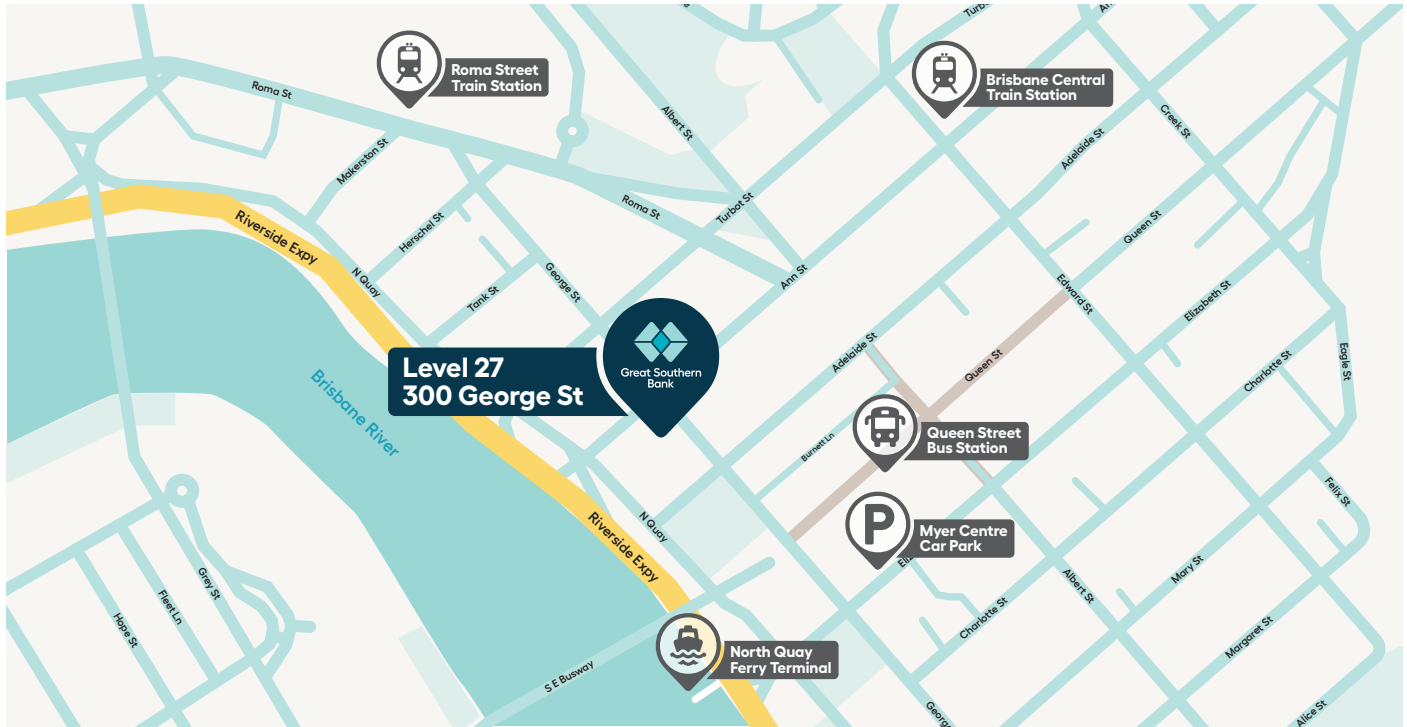 Turbot
Roma Street
Train Station
Brisbane Central
Train Station
Roma St
Albert St
Creek St
Makerston St
Adelaide St
Roma St
Turbot St
Herschel St
Queen St
Riverside Expy
N Quay
George St
Ann St
Edward St
Tank St
Elizabeth St
Great Southern
Bank
Level 27
300 George St
Adelaide St
Queen St
Charlotte St
Eagle St
Brisbane River
Burnett Ln
Queen Street
Bus Station
Felix St
N Quay
Riverside Expy
P
Myer Centre
Car Park
Grey St
Fleet Ln
Hope St
Albert St
Mary St
Charlotte St
Margaret St
North Quay
Ferry Terminal
S E Busway
Georg
Alice St